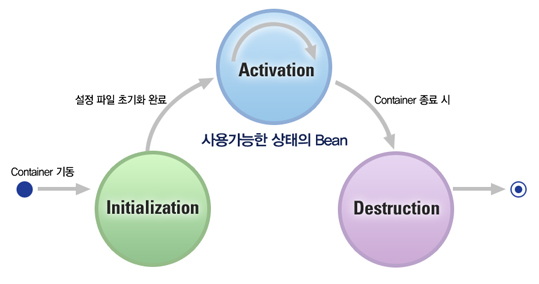 Activation
설정 파일 초기화 완료
Container 종료 시
사용가능한 상태의 Bean
Container 기동
Initialization
Destruction